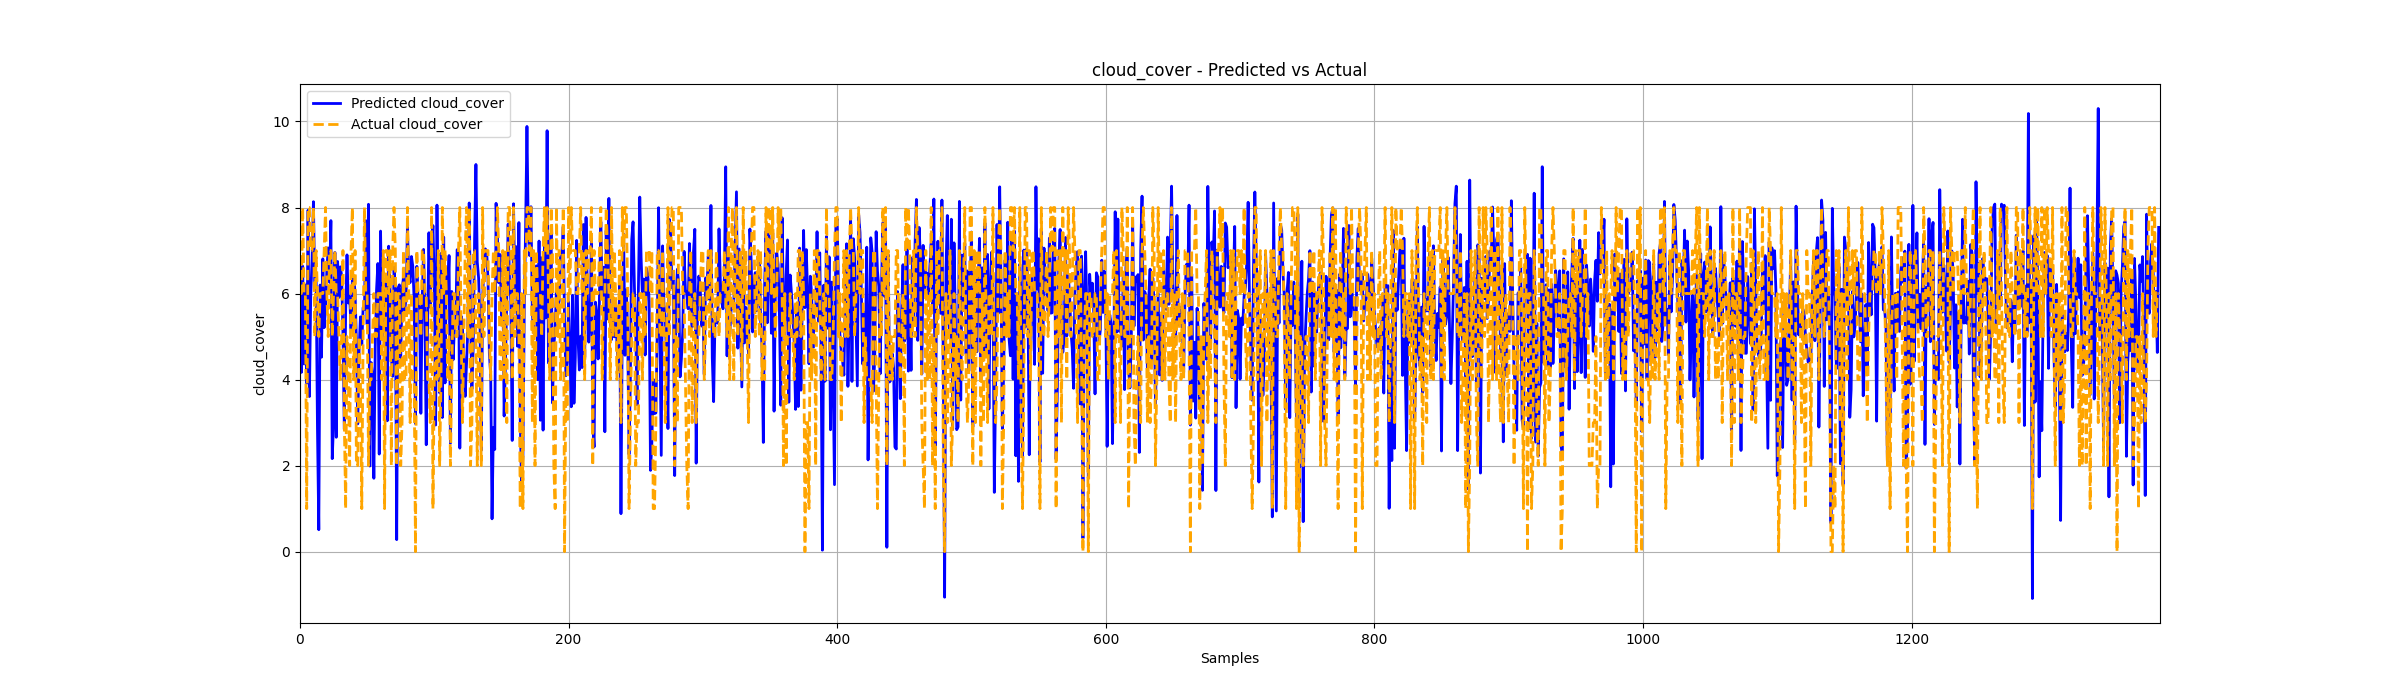 cloud_cover - Predicted vs Actual
Predicted cloud_cover
Actual cloud_cover
10
8
6
4
2
0
cloud_cover
0 200 400 600 800 1000 1200
Samples